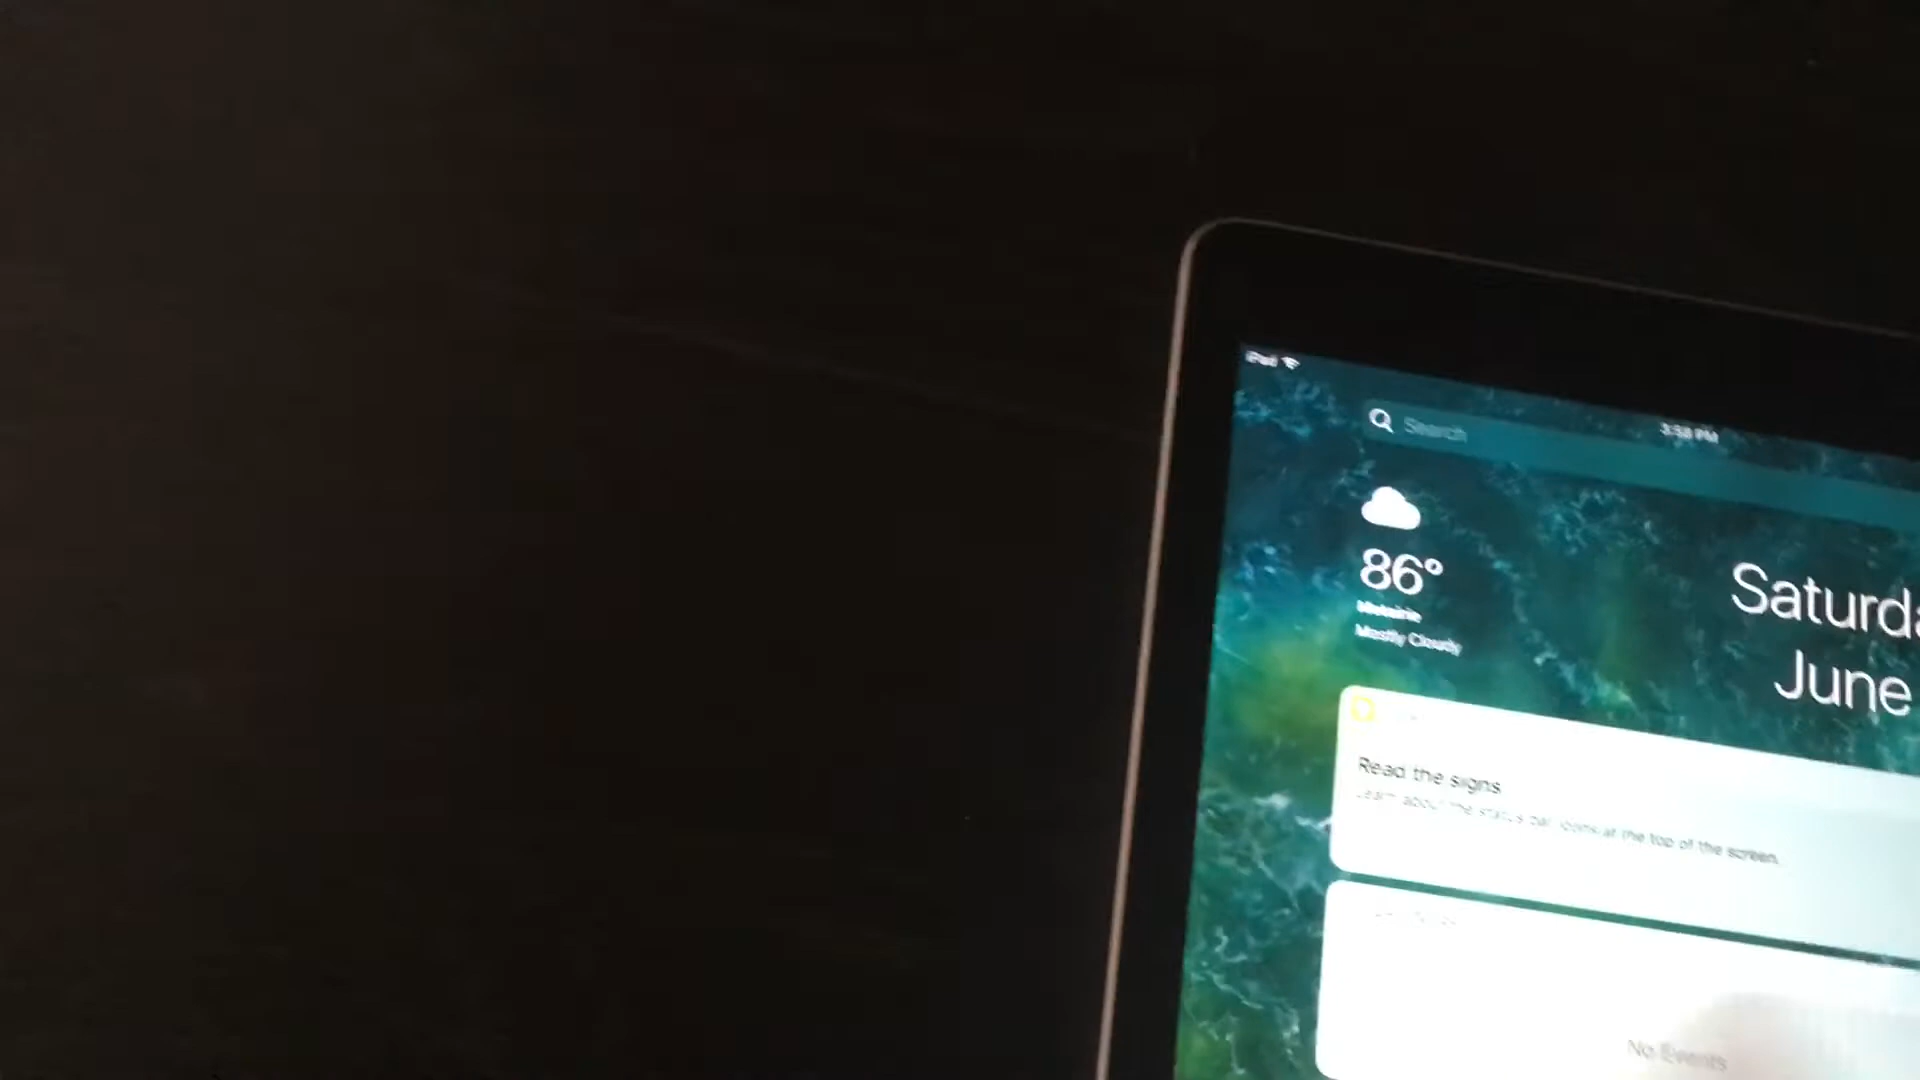 iPad
3:58 PM
Search
86°
Metairie
Mostly Cloudy
Saturda
June
Read the signs
Learn about the status bar icons at the top of the screen.
No Events